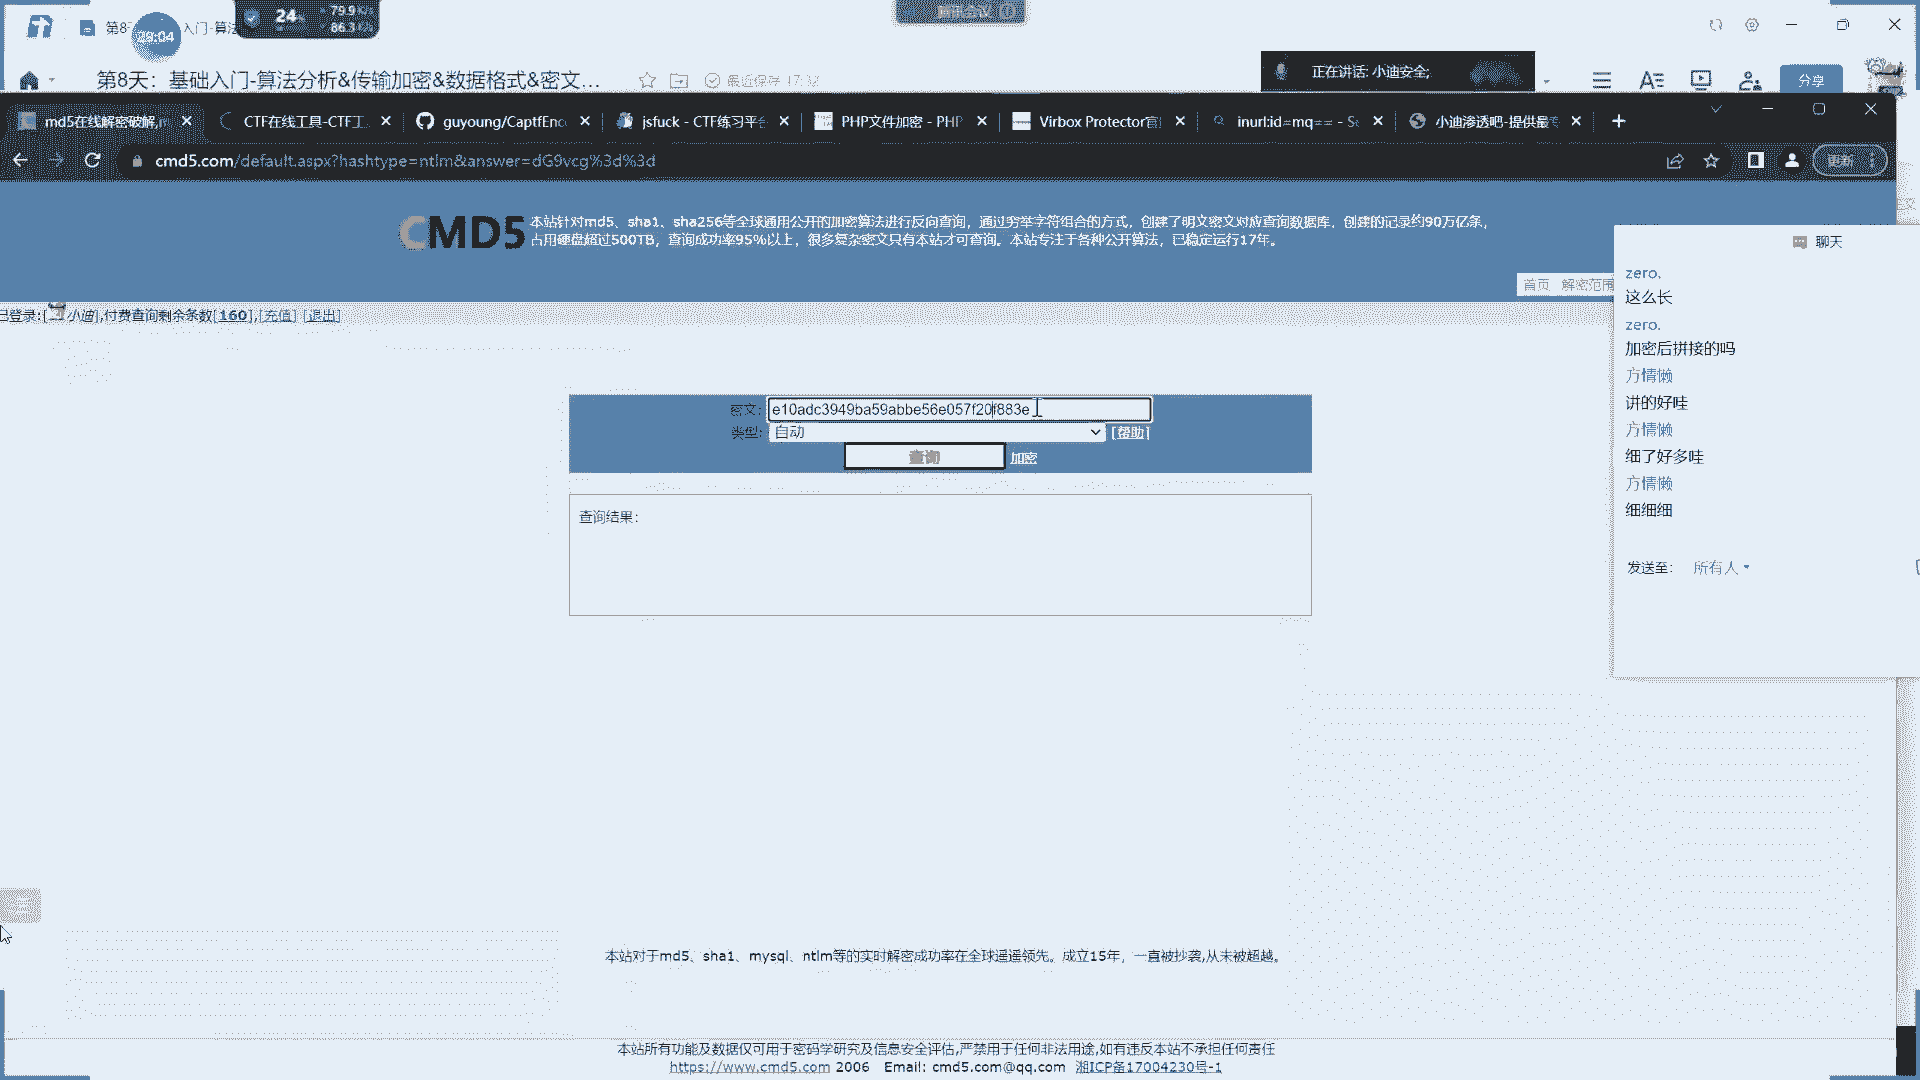 第8
入门-算法
29:04
24%
79.9K/s
86.3K/s
腾讯会议
第8天：基础入门-算法分析&传输加密&数据格式&密文...
最近保存 17:32
正在讲话: 小迪安全;
分享
md5在线解密破解,m
CTF在线工具-CTF工
guyoung/CaptfEnc
jsfuck - CTF练习平台
PHP文件加密 - PHP
Virbox Protector官
inurl:id=mq== - Se
小迪渗透吧-提供最专
cmd5.com/default.aspx?hashtype=ntlm&answer=dG9vcg%3d%3d
更新
CMD5
本站针对md5、sha1、sha256等全球通用公开的加密算法进行反向查询，通过穷举字符组合的方式，创建了明文密文对应查询数据库，创建的记录约90万亿条，
占用硬盘超过500TB，查询成功率95%以上，很多复杂密文只有本站才可查询。本站专注于各种公开算法，已稳定运行17年。
首页 解密范围
已登录:[小迪],付费查询剩余条数[160],[充值] [退出]
密文: e10adc3949ba59abbe56e057f20f883e
类型: 自动 [帮助]
查询 加密
查询结果：
聊天
zero.
这么长
zero.
加密后拼接的吗
方情懒
讲的好哇
方情懒
细了好多哇
方情懒
细细细
发送至: 所有人
本站对于md5、sha1、mysql、ntlm等的实时解密成功率在全球遥遥领先。成立15年，一直被抄袭,从未被超越。
本站所有功能及数据仅可用于密码学研究及信息安全评估,严禁用于任何非法用途,如有违反本站不承担任何责任
https://www.cmd5.com 2006 Email: cmd5.com@qq.com 湘ICP备17004230号-1